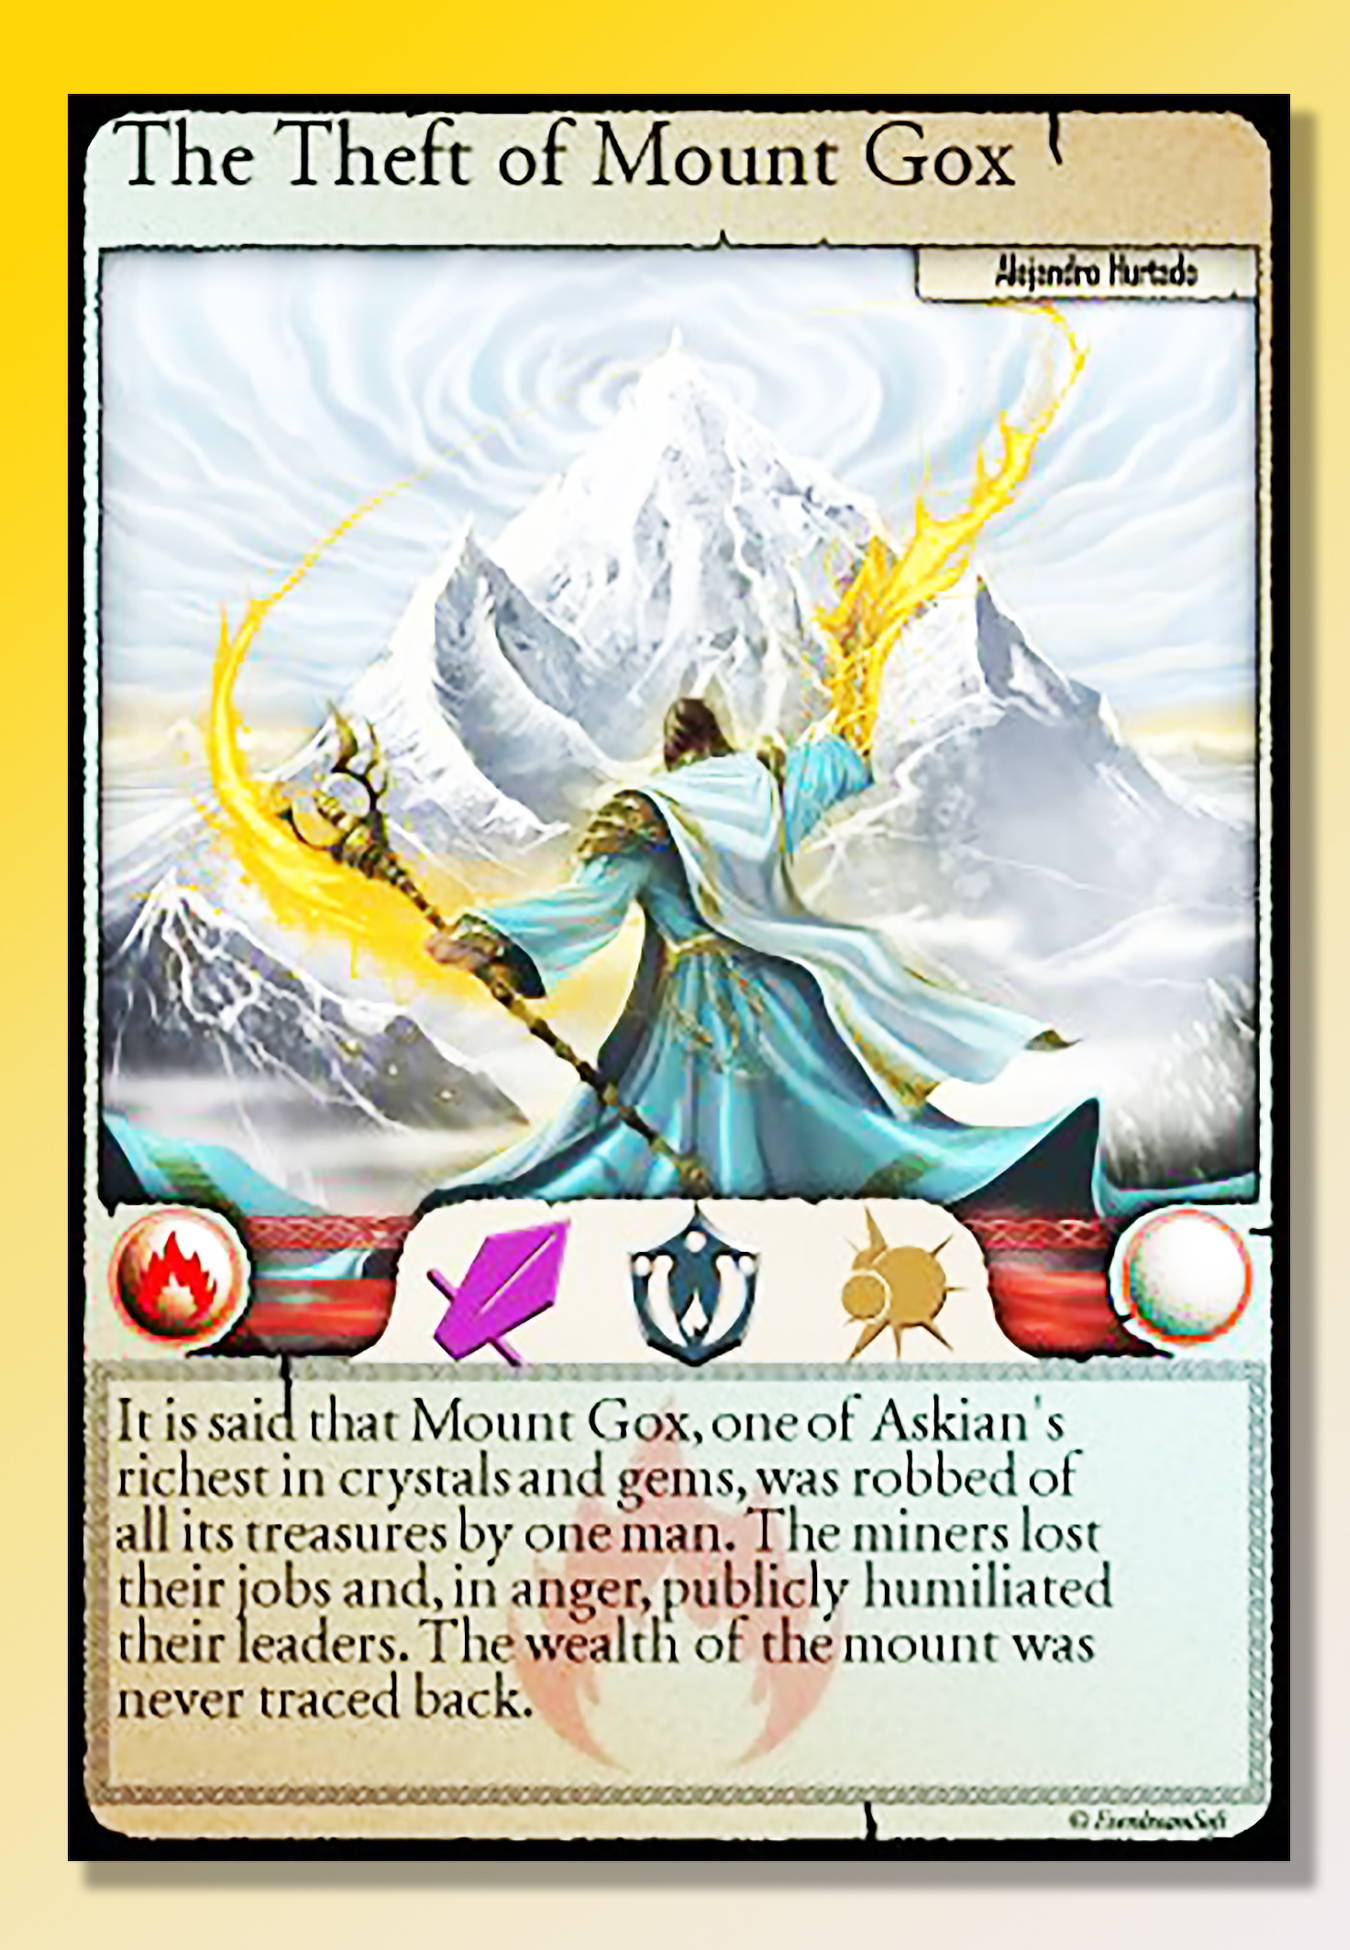 The Theft of Mount Gox
Alejandro Hurtado
It is said that Mount Gox, one of Askian's
richest in crystals and gems, was robbed of
all its treasures by one man. The miners lost
their jobs and, in anger, publicly humiliated
their leaders. The wealth of the mount was
never traced back.
© EverdreamSoft